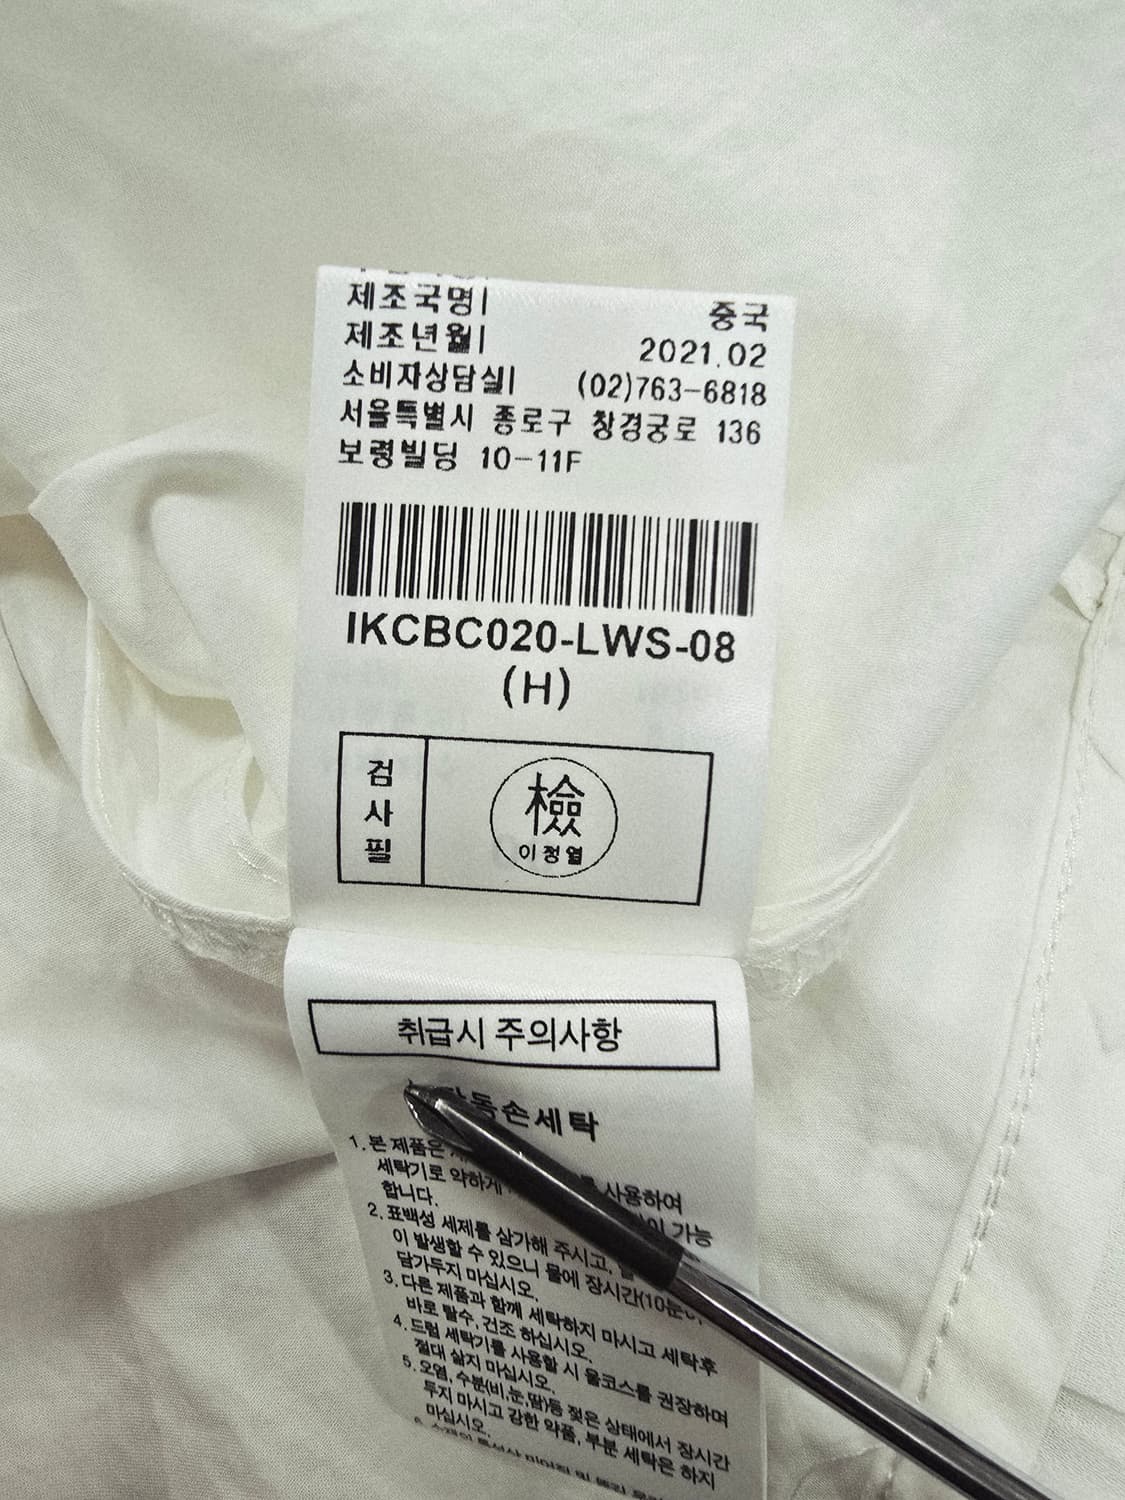 제조국명| 중국
제조년월| 2021.02
소비자상담실| (02)763-6818
서울특별시 종로구 창경궁로 136
보령빌딩 10-11F
IKCBC020-LWS-08
(H)
검사필
檢
이정열
취급시 주의사항
손세탁
1. 본 제품은 사용하여
세탁기로 약하게 가능
합니다.
2. 표백성 세제를 삼가해 주시고,
이 발생할 수 있으니 물에 장시간(10분
담가두지 마십시오.
3. 다른 제품과 함께 세탁하지 마시고 세탁후
바로 탈수, 건조 하십시오.
4. 드럼 세탁기를 사용할 시 울코스를 권장하며
절대 삶지 마십시오.
5. 오염, 수분(비,눈,땀)등 젖은 상태에서 장시간
두지 마시고 강한 약품, 부분 세탁은 하지
마십시오.